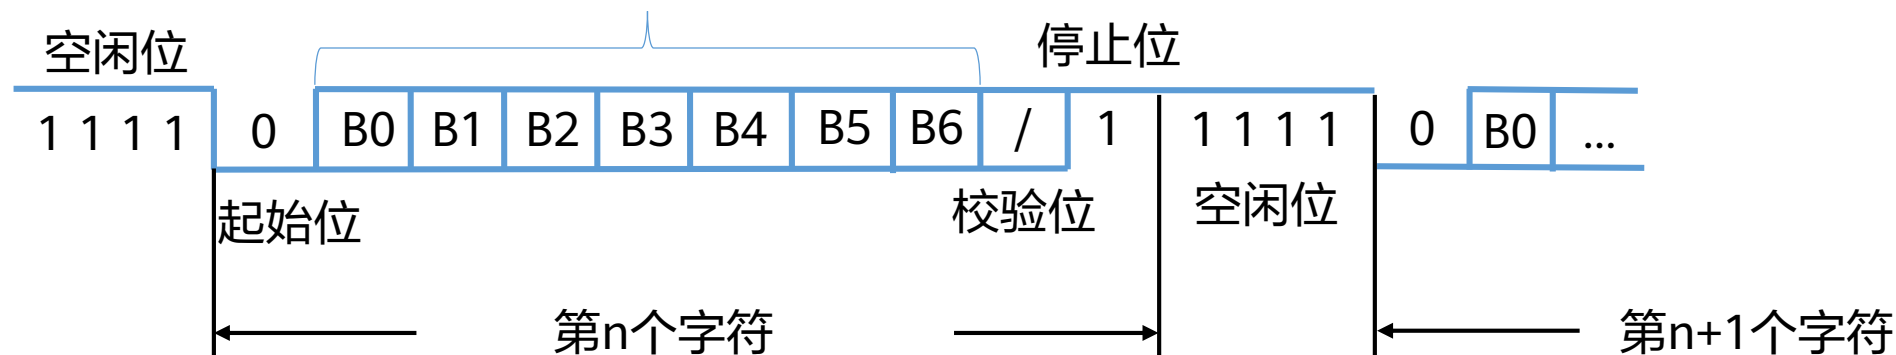 空闲位 停止位
1 1 1 1 0 B0 B1 B2 B3 B4 B5 B6 / 1 1 1 1 1 0 B0 ...
起始位 校验位 空闲位
第n个字符 第n+1个字符